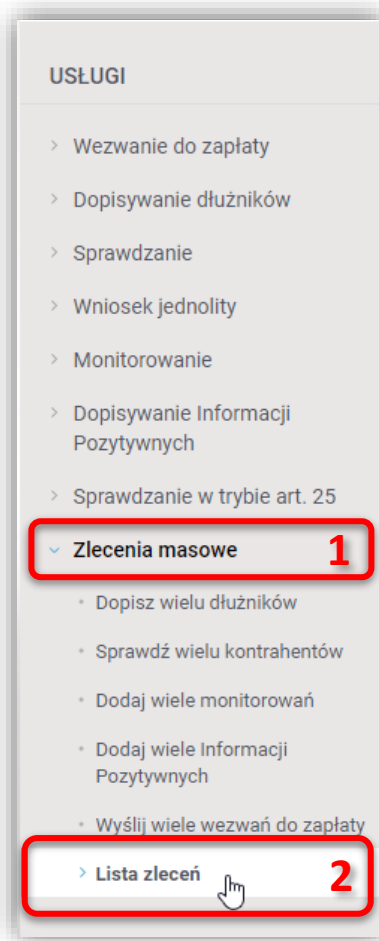 USŁUGI
Wezwanie do zapłaty
Dopisywanie dłużników
Sprawdzanie
Wniosek jednolity
Monitorowanie
Dopisywanie Informacji
Pozytywnych
Sprawdzanie w trybie art. 25
Zlecenia masowe 1
Dopisz wielu dłużników
Sprawdź wielu kontrahentów
Dodaj wiele monitorowań
Dodaj wiele Informacji
Pozytywnych
Wyślij wiele wezwań do zapłaty
Lista zleceń 2